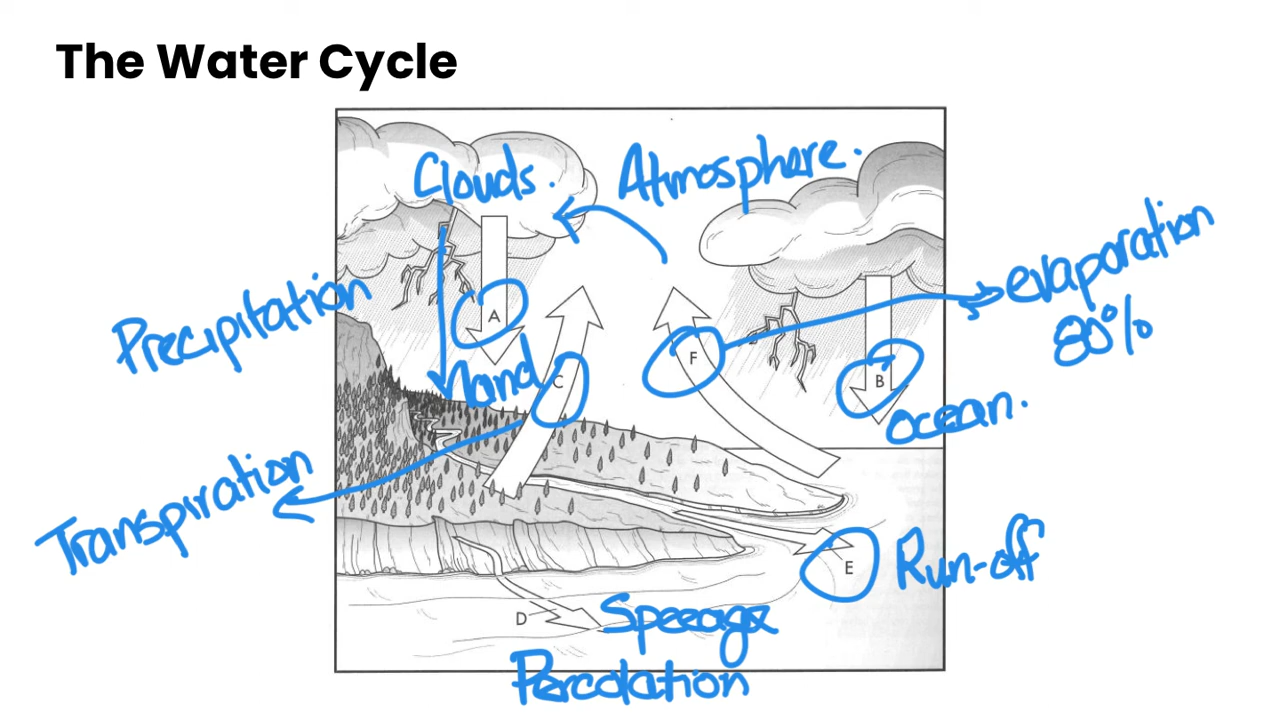 The Water Cycle
Clouds.
Atmosphere.
evaporation
80%
Precipitation
A
land
C
F
B
ocean.
Transpiration
E
Run-off
D
Speeage
Percolation